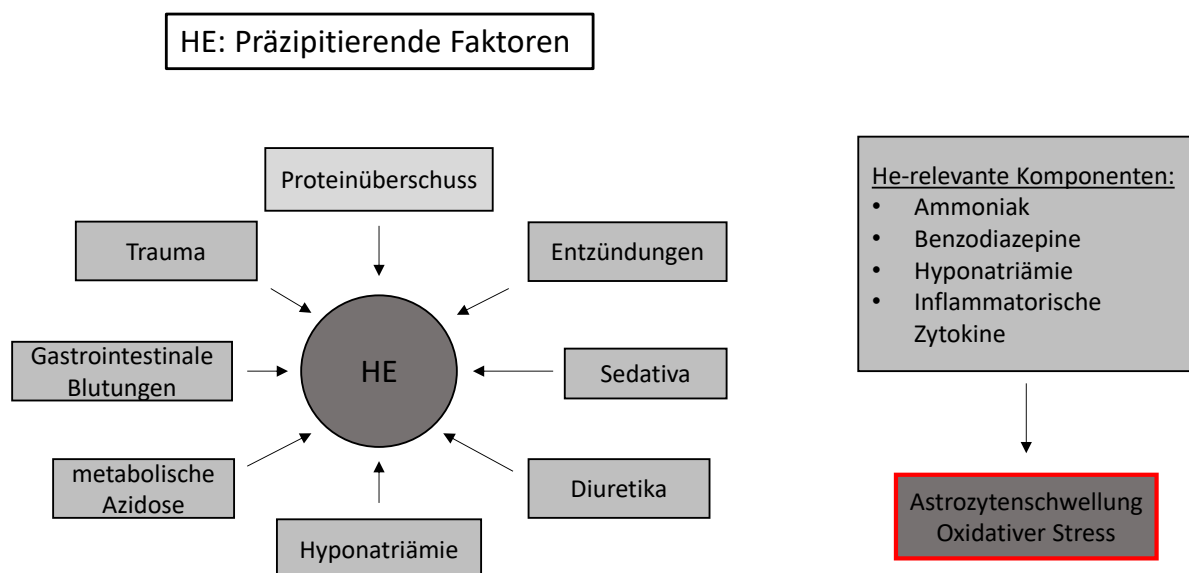 HE: Präzipitierende Faktoren
Proteinüberschuss
Trauma
Entzündungen
Gastrointestinale
Blutungen
HE
Sedativa
metabolische
Azidose
Diuretika
Hyponatriämie
He-relevante Komponenten:
• Ammoniak
• Benzodiazepine
• Hyponatriämie
• Inflammatorische
Zytokine
Astrozytenschwellung
Oxidativer Stress